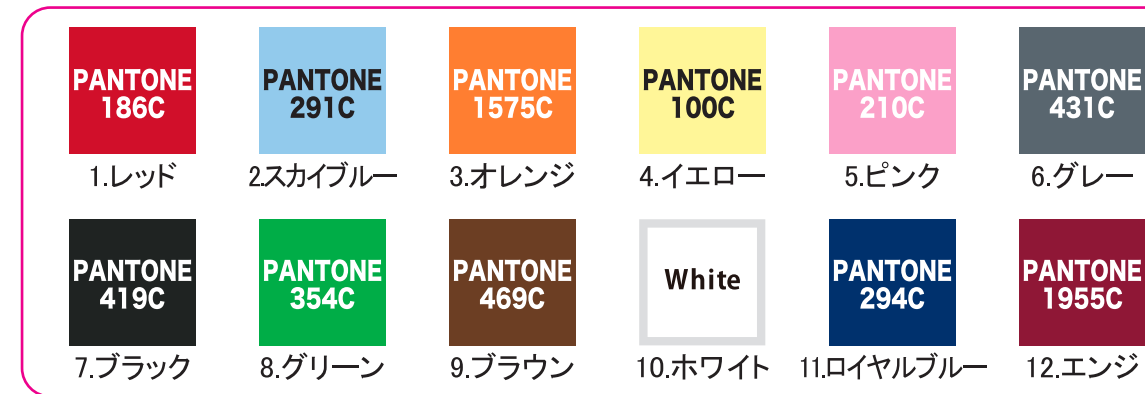 PANTONE
186C
PANTONE
291C
PANTONE
1575C
PANTONE
100C
PANTONE
210C
PANTONE
431C
1.レッド
2.スカイブルー
3.オレンジ
4.イエロー
5.ピンク
6.グレー
PANTONE
419C
PANTONE
354C
PANTONE
469C
White
PANTONE
294C
PANTONE
1955C
7.ブラック
8.グリーン
9.ブラウン
10.ホワイト
11.ロイヤルブルー
12.エンジ